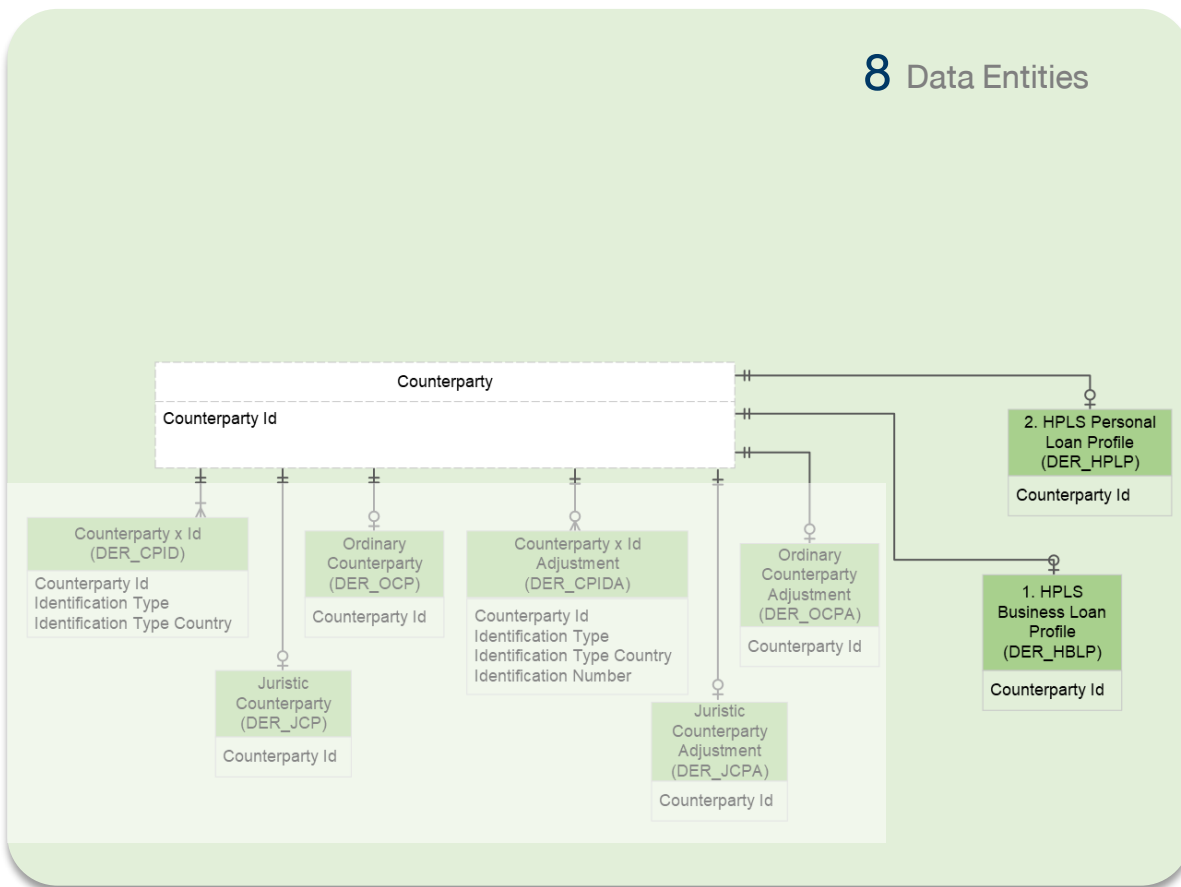 8 Data Entities
Counterparty
Counterparty Id
2. HPLS Personal
Loan Profile
(DER_HPLP)
Counterparty Id
1. HPLS
Business Loan
Profile
(DER_HBLP)
Counterparty Id
Counterparty x Id
(DER_CPID)
Counterparty Id
Identification Type
Identification Type Country
Juristic
Counterparty
(DER_JCP)
Counterparty Id
Ordinary
Counterparty
(DER_OCP)
Counterparty Id
Counterparty x Id
Adjustment
(DER_CPIDA)
Counterparty Id
Identification Type
Identification Type Country
Identification Number
Juristic
Counterparty
Adjustment
(DER_JCPA)
Counterparty Id
Ordinary
Counterparty
Adjustment
(DER_OCPA)
Counterparty Id